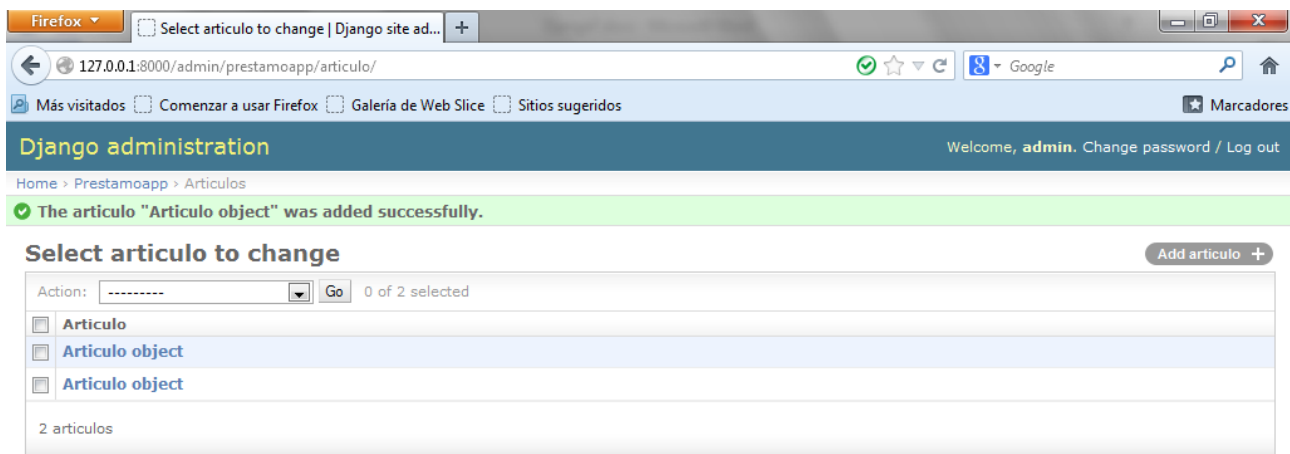 Firefox
Select articulo to change | Django site ad...
127.0.0.1:8000/admin/prestamoapp/articulo/
Google
Más visitados Comenzar a usar Firefox Galería de Web Slice Sitios sugeridos Marcadores
Django administration
Welcome, admin. Change password / Log out
Home › Prestamoapp › Articulos
The articulo "Articulo object" was added successfully.
Select articulo to change
Add articulo +
Action: --------- Go 0 of 2 selected
Articulo
Articulo object
Articulo object
2 articulos